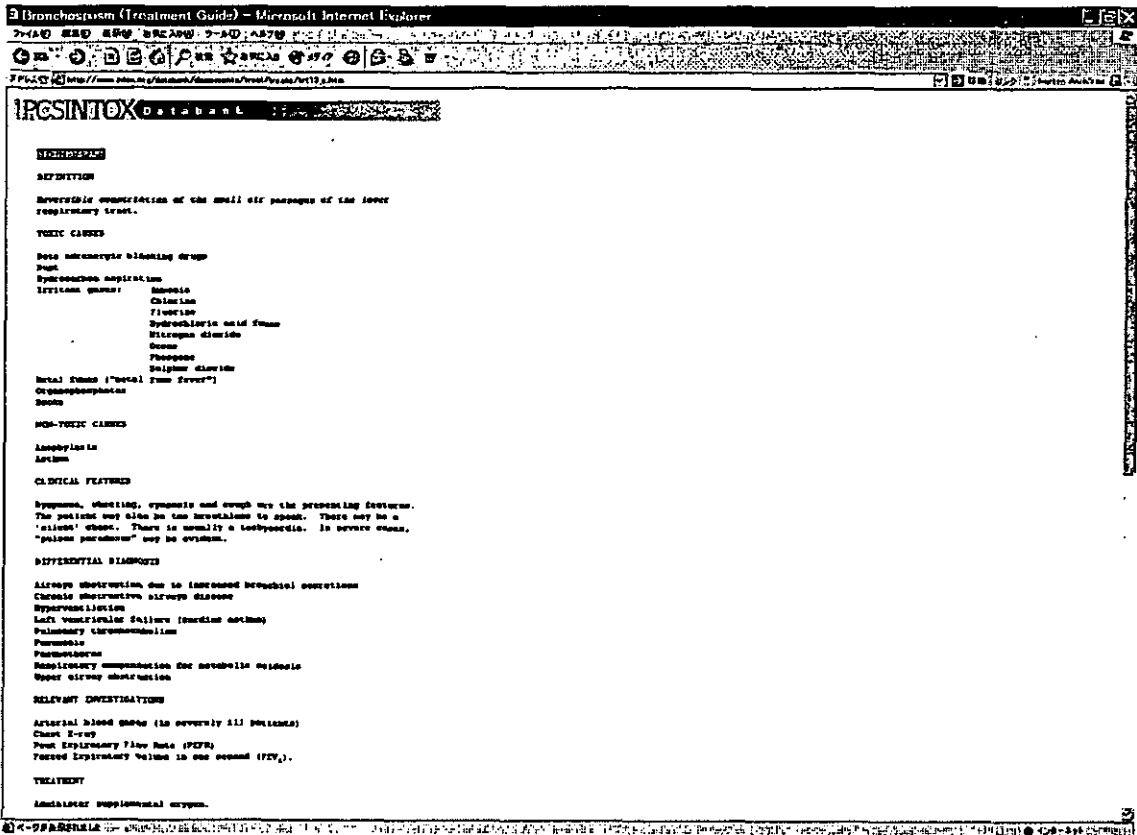 Bronchospasm (Treatment Guide) - Microsoft Internet Explorer
IPCSINTOX Databank
DEFINITION
Reversible constriction of the small air passages of the lower
respiratory tract.
TOXIC CAUSES
Beta adrenergic blocking drugs
Dust
Hydrocarbon aspiration
Irritant gases: Ammonia
Chlorine
Fluorine
Hydrochloric acid fumes
Nitrogen dioxide
Ozone
Phosgene
Sulphur dioxide
Metal fumes ("metal fume fever")
Organophosphates
Smoke
NON-TOXIC CAUSES
Anaphylaxis
Asthma
CLINICAL FEATURES
Dyspnoea, wheezing, cyanosis and cough are the presenting features.
The patient may also be too breathless to speak. There may be a
'silent' chest. There is usually a tachycardia. In severe cases,
"pulsus paradoxus" may be evident.
DIFFERENTIAL DIAGNOSIS
Airways obstruction due to increased bronchial secretions
Chronic obstructive airways disease
Hyperventilation
Left ventricular failure (cardiac asthma)
Pulmonary thromboembolism
Pneumonia
Pneumothorax
Respiratory compensation for metabolic acidosis
Upper airway obstruction
RELEVANT INVESTIGATIONS
Arterial blood gases (in severely ill patients)
Chest X-ray
Peak Expiratory Flow Rate (PEFR)
Forced Expiratory Volume in one second (FEV₁).
TREATMENT
Administer supplemental oxygen.